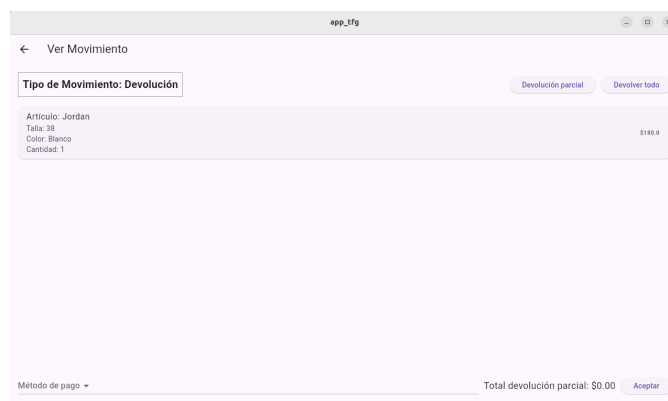 app_tfg
Ver Movimiento
Tipo de Movimiento: Devolución
Devolución parcial
Devolver todo
Artículo: Jordan
Talla: 38
Color: Blanco
Cantidad: 1
$180.0
Método de pago
Total devolución parcial: $0.00
Aceptar